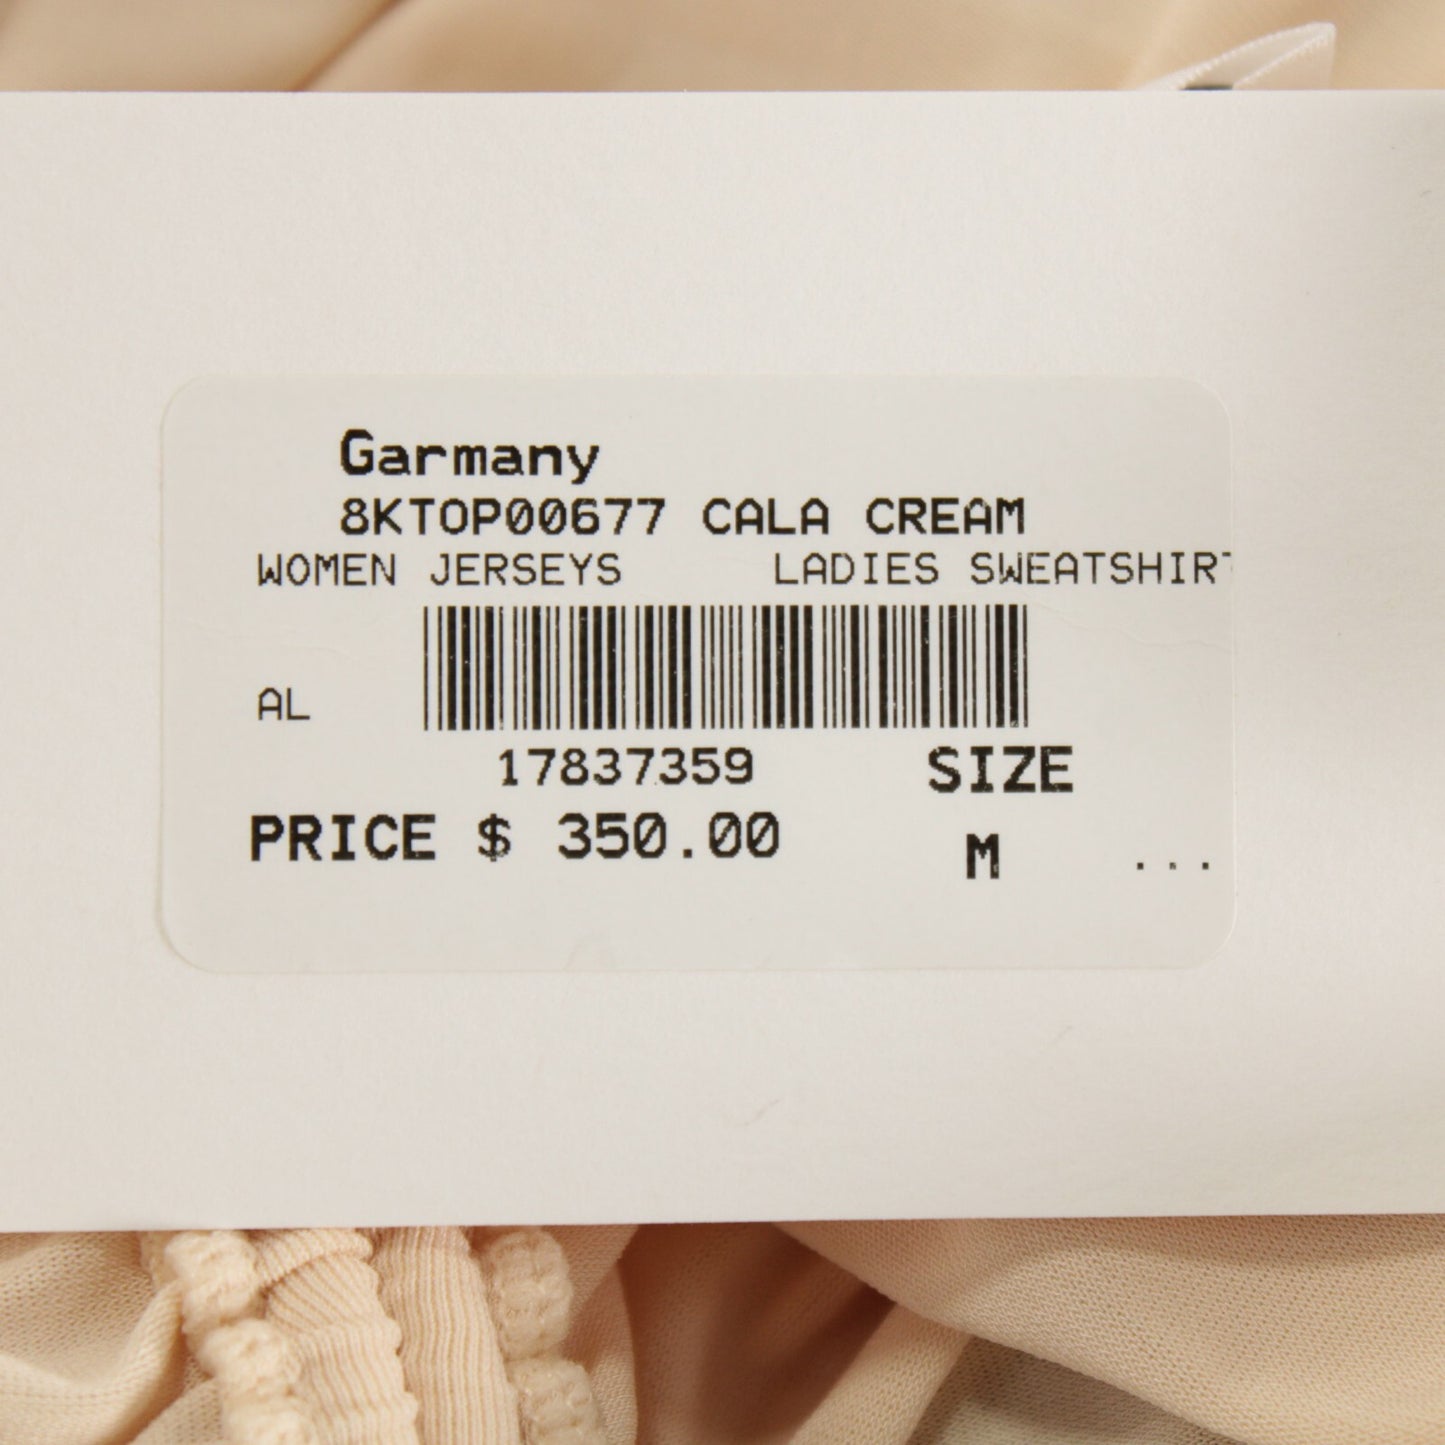 Garmany
8KTOP00677 CALA CREAM
WOMEN JERSEYS LADIES SWEATSHIRT
AL
17837359 SIZE
PRICE $ 350.00 M ...